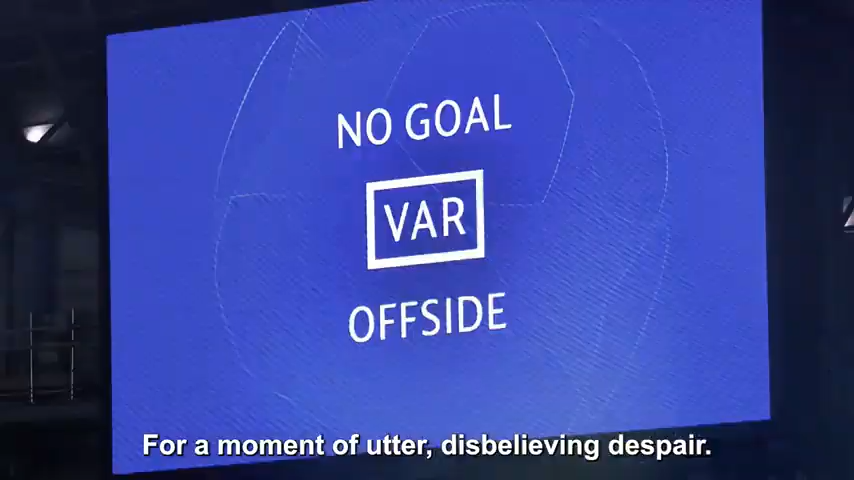 NO GOAL
VAR
OFFSIDE
For a moment of utter, disbelieving despair.